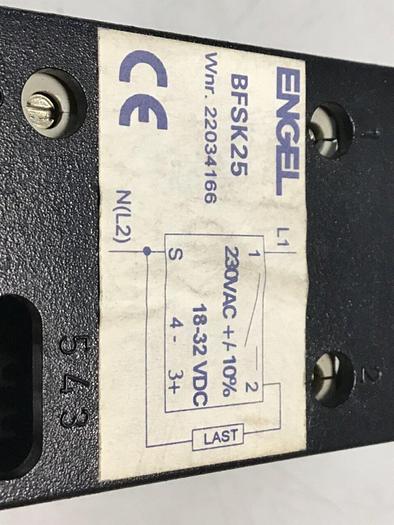 ENGEL
BFSK25
Wnr. 22034166
CE
L1
N(L2)
1
S
230VAC +/-10%
18-32 VDC
2
4 - 3+
LAST
1
2
5 4 3